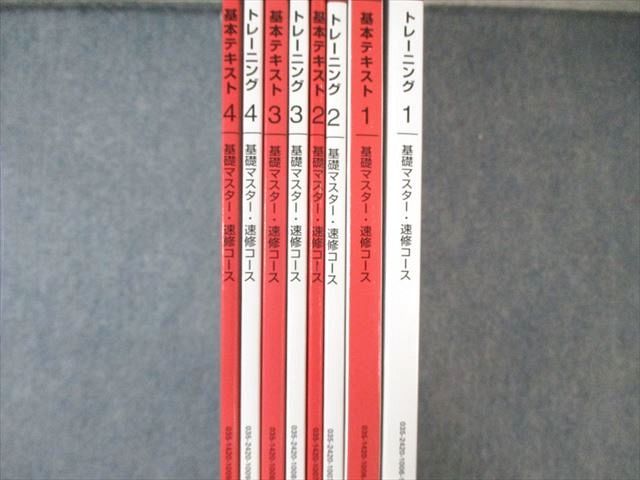 基本テキスト 4 基礎マスター・速修コース
トレーニング 4 基礎マスター・速修コース
基本テキスト 3 基礎マスター・速修コース
トレーニング 3 基礎マスター・速修コース
基本テキスト 2 基礎マスター・速修コース
トレーニング 2 基礎マスター・速修コース
基本テキスト 1 基礎マスター・速修コース
トレーニング 1 基礎マスター・速修コース
035-2420-1006-